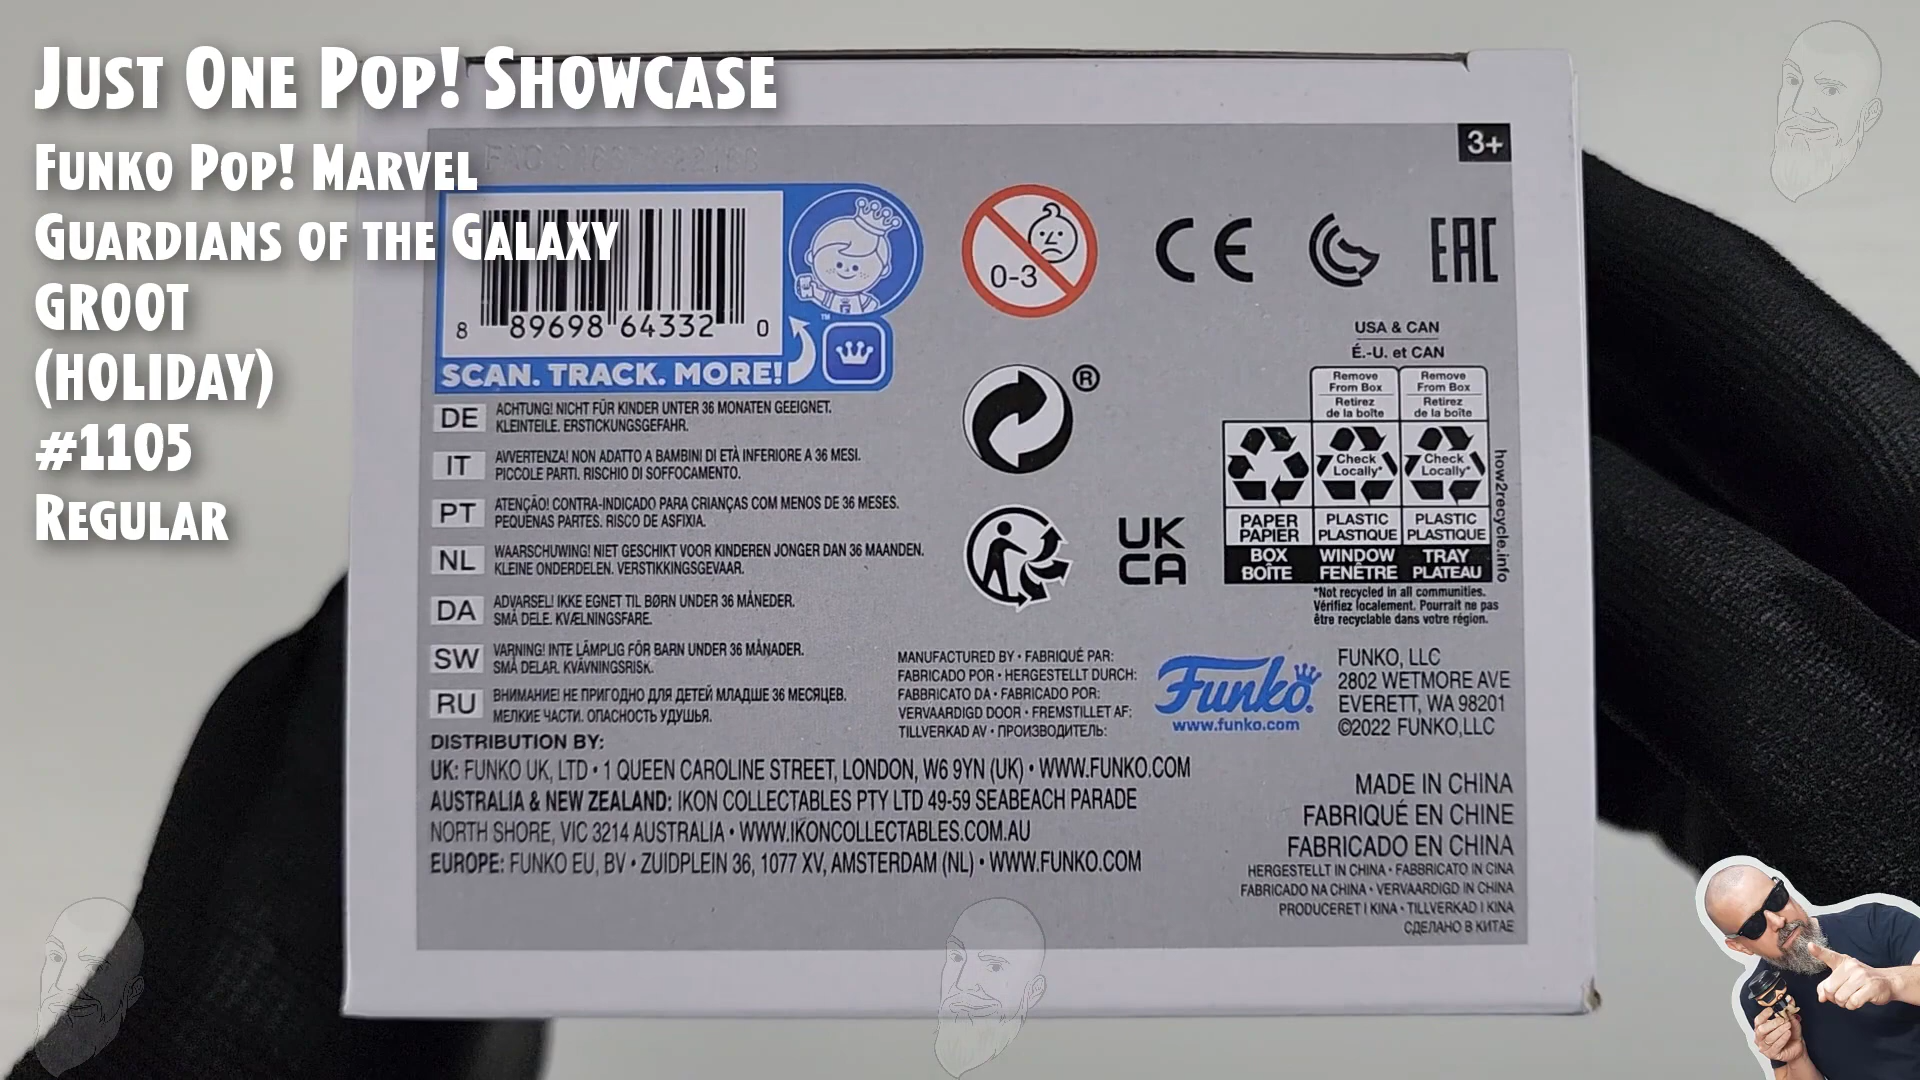 Just One Pop! Showcase
Funko Pop! Marvel
Guardians of the Galaxy
GROOT
(HOLIDAY)
#1105
Regular
3+
8 89698 64332 0
SCAN. TRACK. MORE!
TM
0-3
CE
EAC
®
UK
CA
USA & CAN
É.-U. et CAN
Remove From Box Retirez de la boîte
Remove From Box Retirez de la boîte
Check Locally*
Check Locally*
PAPER PAPIER
PLASTIC PLASTIQUE
PLASTIC PLASTIQUE
BOX BOÎTE
WINDOW FENÊTRE
TRAY PLATEAU
how2recycle.info
*Not recycled in all communities.
Vérifiez localement. Pourrait ne pas
être recyclable dans votre région.
DE ACHTUNG! NICHT FÜR KINDER UNTER 36 MONATEN GEEIGNET.
KLEINTEILE. ERSTICKUNGSGEFAHR.
IT AVVERTENZA! NON ADATTO A BAMBINI DI ETÀ INFERIORE A 36 MESI.
PICCOLE PARTI. RISCHIO DI SOFFOCAMENTO.
PT ATENÇÃO! CONTRA-INDICADO PARA CRIANÇAS COM MENOS DE 36 MESES.
PEQUENAS PARTES. RISCO DE ASFIXIA.
NL WAARSCHUWING! NIET GESCHIKT VOOR KINDEREN JONGER DAN 36 MAANDEN.
KLEINE ONDERDELEN. VERSTIKKINGSGEVAAR.
DA ADVARSEL! IKKE EGNET TIL BØRN UNDER 36 MÅNEDER.
SMÅ DELE. KVÆLNINGSFARE.
SW VARNING! INTE LÄMPLIG FÖR BARN UNDER 36 MÅNADER.
SMÅ DELAR. KVÄVNINGSRISK.
RU ВНИМАНИЕ! НЕ ПРИГОДНО ДЛЯ ДЕТЕЙ МЛАДШЕ 36 МЕСЯЦЕВ.
МЕЛКИЕ ЧАСТИ. ОПАСНОСТЬ УДУШЬЯ.
MANUFACTURED BY • FABRIQUÉ PAR:
FABRICADO POR • HERGESTELLT DURCH:
FABBRICATO DA • FABRICADO POR:
VERVAARDIGD DOOR • FREMSTILLET AF:
TILLVERKAD AV • ПРОИЗВОДИТЕЛЬ:
Funko.
www.funko.com
FUNKO, LLC
2802 WETMORE AVE
EVERETT, WA 98201
©2022 FUNKO,LLC
DISTRIBUTION BY:
UK: FUNKO UK, LTD • 1 QUEEN CAROLINE STREET, LONDON, W6 9YN (UK) • WWW.FUNKO.COM
AUSTRALIA & NEW ZEALAND: IKON COLLECTABLES PTY LTD 49-59 SEABEACH PARADE
NORTH SHORE, VIC 3214 AUSTRALIA • WWW.IKONCOLLECTABLES.COM.AU
EUROPE: FUNKO EU, BV • ZUIDPLEIN 36, 1077 XV, AMSTERDAM (NL) • WWW.FUNKO.COM
MADE IN CHINA
FABRIQUÉ EN CHINE
FABRICADO EN CHINA
HERGESTELLT IN CHINA • FABBRICATO IN CINA
FABRICADO NA CHINA • VERVAARDIGD IN CHINA
PRODUCERET I KINA • TILLVERKAD I KINA
СДЕЛАНО В КИТАЕ